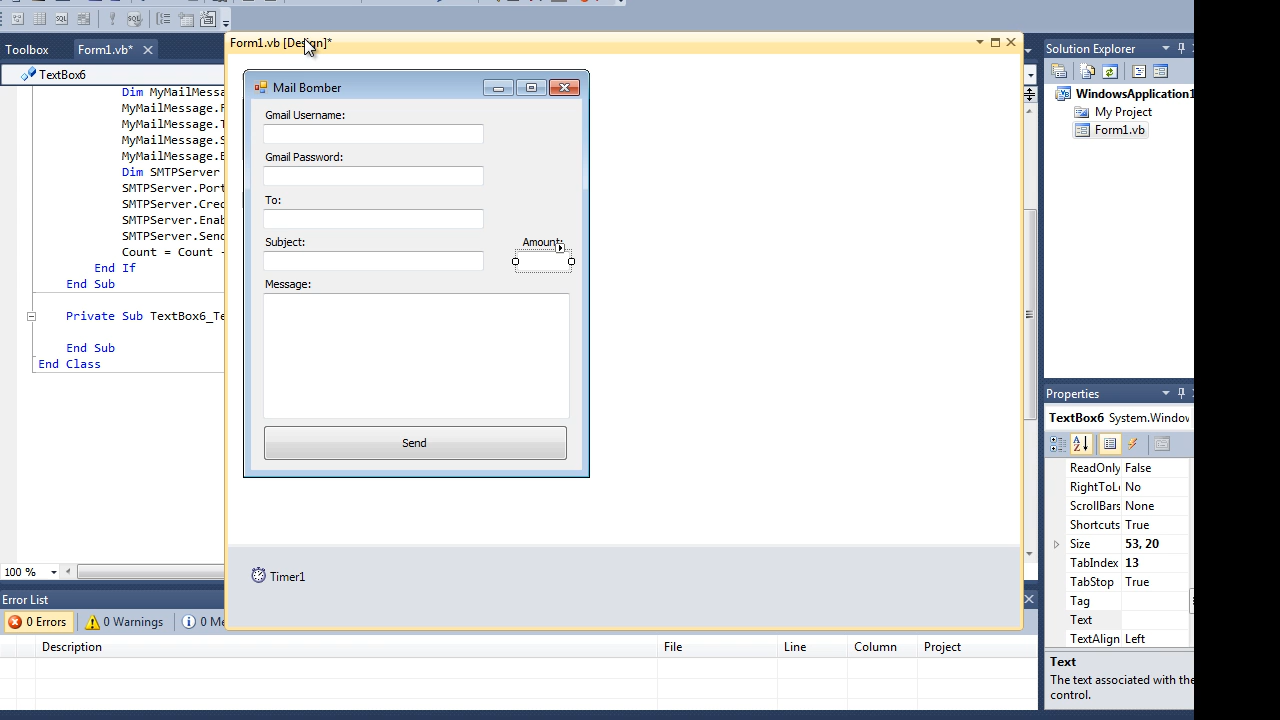 Toolbox
Form1.vb*
TextBox6
Dim MyMailMessa
MyMailMessage.
MyMailMessage.
MyMailMessage.
MyMailMessage.
Dim SMTPServer
SMTPServer.Port
SMTPServer.Cred
SMTPServer.Enab
SMTPServer.Send
Count = Count
End If
End Sub
Private Sub TextBox6_Te
End Sub
End Class
100 %
Form1.vb [Design]*
Mail Bomber
Gmail Username:
Gmail Password:
To:
Subject:
Amount:
Message:
Send
Timer1
Solution Explorer
WindowsApplication1
My Project
Form1.vb
Properties
TextBox6 System.Window
ReadOnly False
RightToL No
ScrollBars None
Shortcuts True
Size 53, 20
TabIndex 13
TabStop True
Tag
Text
TextAlign Left
Text
The text associated with the
control.
Error List
0 Errors
0 Warnings
0 Me
Description
File
Line
Column
Project